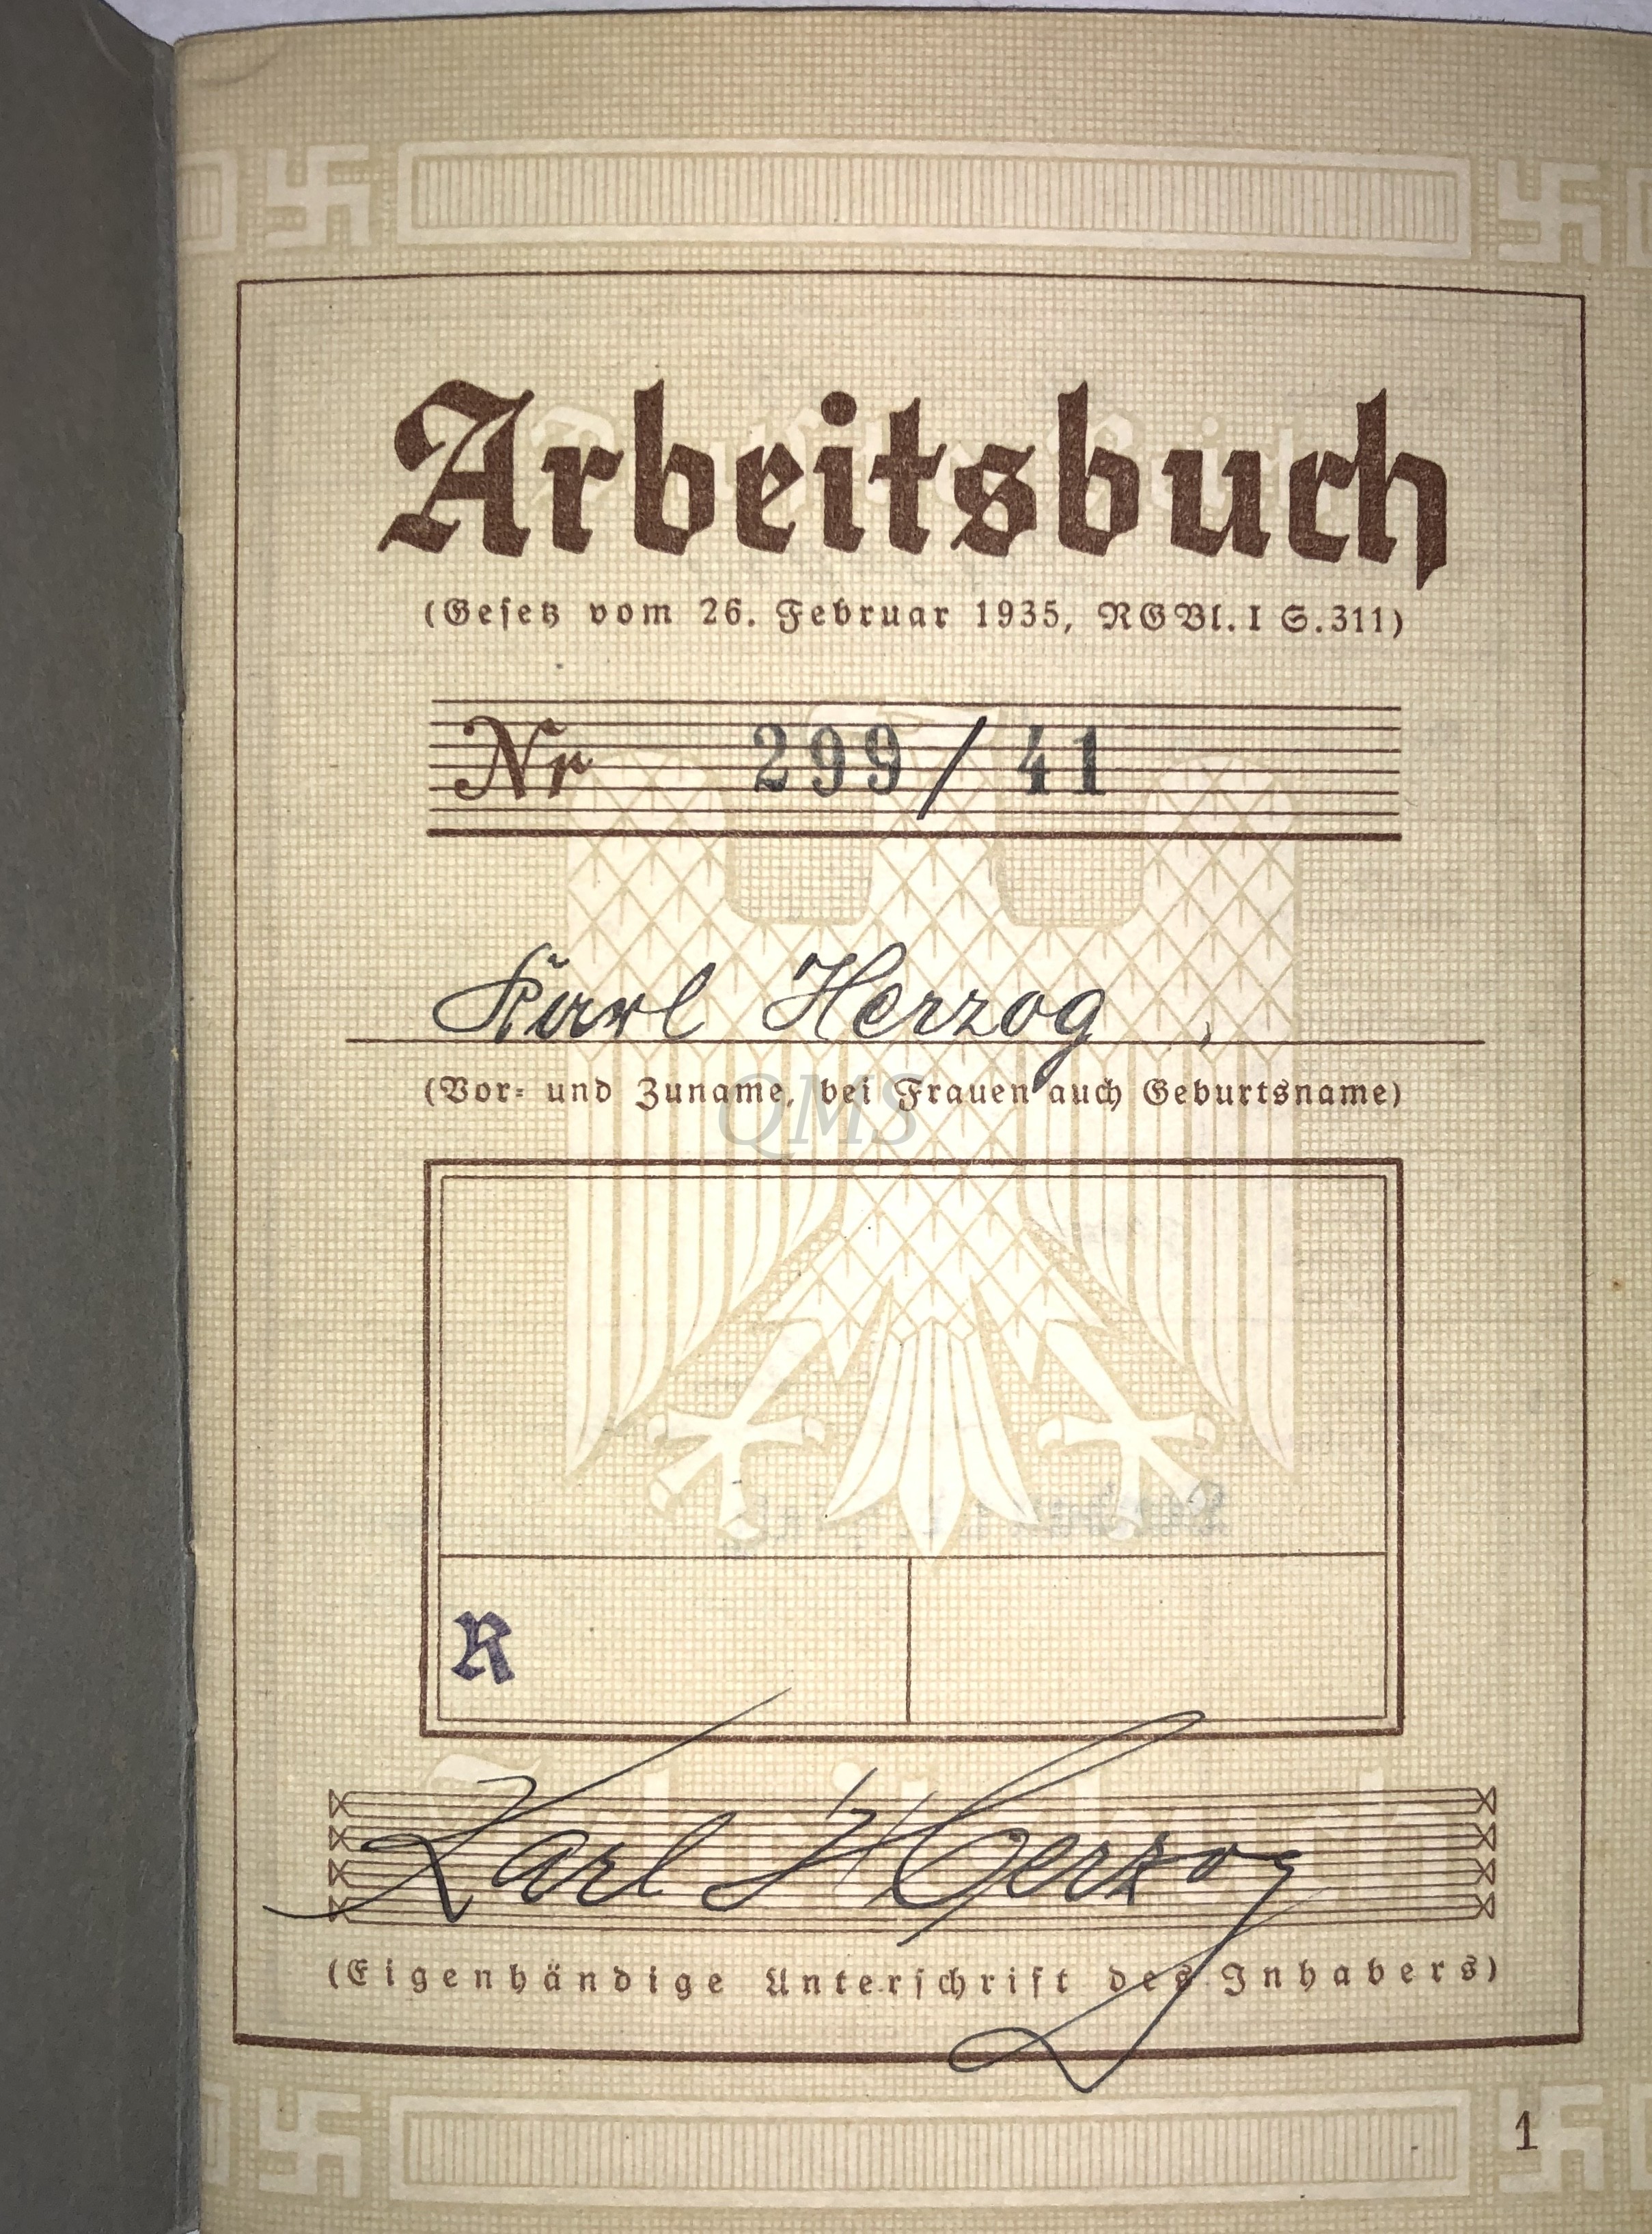 Arbeitsbuch
(Gesetz vom 26. Februar 1935, RGBl. I S. 311)
Nr 299/41
Karl Herzog
(Vor- und Zuname, bei Frauen auch Geburtsname)
QMS
R
Karl Herzog
(Eigenhändige Unterschrift des Inhabers)
1